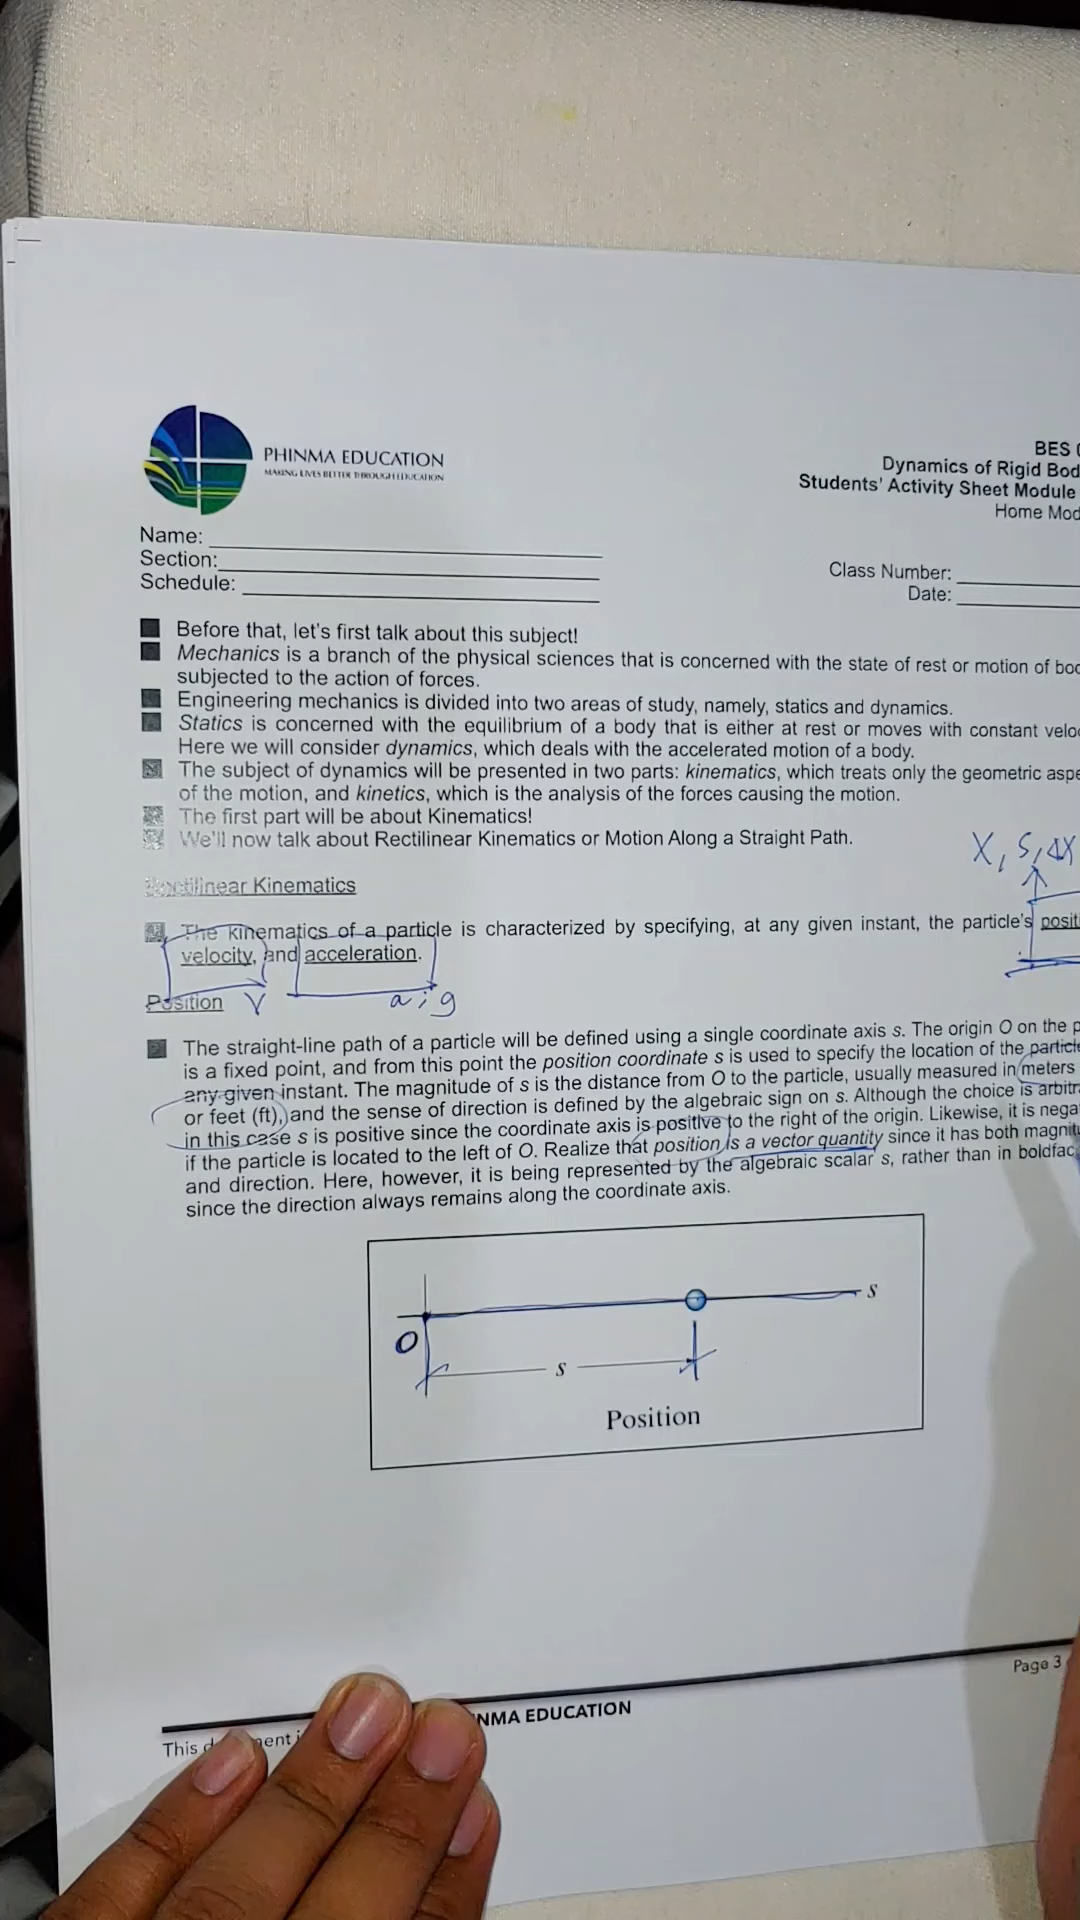 PHINMA EDUCATION
MAKING LIVES BETTER THROUGH EDUCATION
BES
Dynamics of Rigid Bod
Students' Activity Sheet Module
Home Mod
Name:
Section:
Schedule:
Class Number:
Date:
Before that, let's first talk about this subject!
Mechanics is a branch of the physical sciences that is concerned with the state of rest or motion of bod
subjected to the action of forces.
Engineering mechanics is divided into two areas of study, namely, statics and dynamics.
Statics is concerned with the equilibrium of a body that is either at rest or moves with constant velo
Here we will consider dynamics, which deals with the accelerated motion of a body.
The subject of dynamics will be presented in two parts: kinematics, which treats only the geometric aspe
of the motion, and kinetics, which is the analysis of the forces causing the motion.
The first part will be about Kinematics!
We'll now talk about Rectilinear Kinematics or Motion Along a Straight Path.
X, S, ΔX
Rectilinear Kinematics
The kinematics of a particle is characterized by specifying, at any given instant, the particle's posit
velocity, and acceleration.
Position
V
a ; g
The straight-line path of a particle will be defined using a single coordinate axis s. The origin O on the p
is a fixed point, and from this point the position coordinate s is used to specify the location of the particle
any given instant. The magnitude of s is the distance from O to the particle, usually measured in meters
or feet (ft), and the sense of direction is defined by the algebraic sign on s. Although the choice is arbitr
in this case s is positive since the coordinate axis is positive to the right of the origin. Likewise, it is nega
if the particle is located to the left of O. Realize that position is a vector quantity since it has both magnitu
and direction. Here, however, it is being represented by the algebraic scalar s, rather than in boldfac
since the direction always remains along the coordinate axis.
s
O
s
Position
Page 3
NMA EDUCATION
This